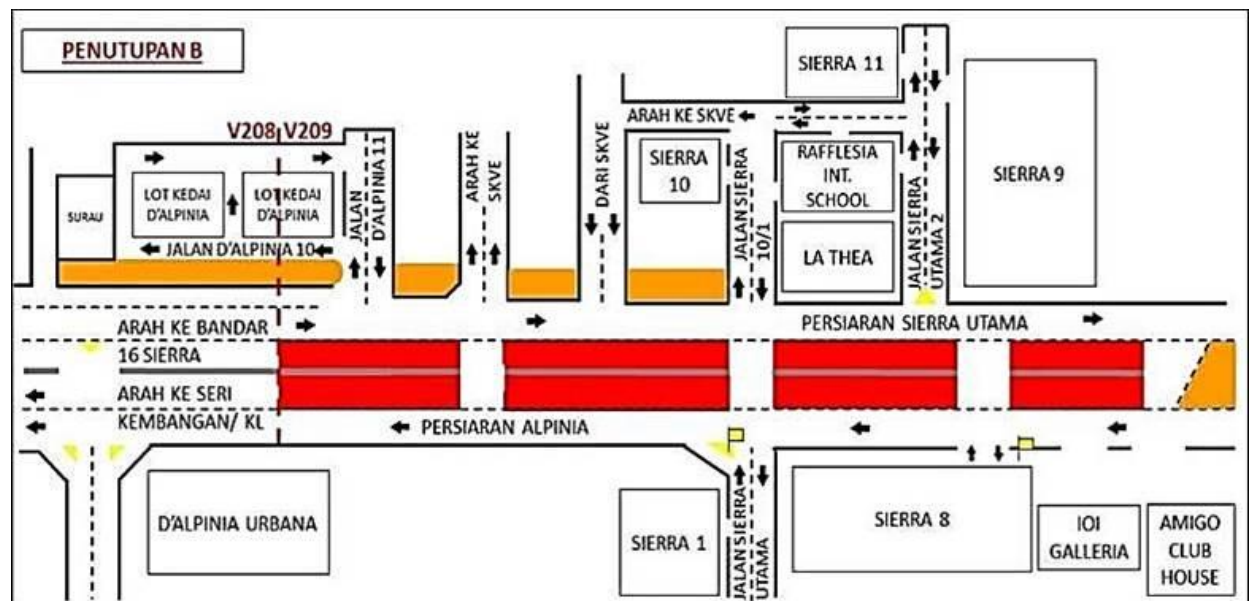 PENUTUPAN B
V208 V209
SURAU
LOT KEDAI
D'ALPINIA
LOT KEDAI
D'ALPINIA
JALAN D'ALPINIA 10
JALAN
D'ALPINIA 11
ARAH KE
SKVE
DARI SKVE
ARAH KE SKVE
SIERRA
10
JALAN SIERRA
10/1
SIERRA 11
RAFFLESIA
INT.
SCHOOL
LA THEA
JALAN SIERRA
UTAMA 2
SIERRA 9
ARAH KE BANDAR
16 SIERRA
PERSIARAN SIERRA UTAMA
ARAH KE SERI
KEMBANGAN/ KL
PERSIARAN ALPINIA
D'ALPINIA URBANA
SIERRA 1
JALAN SIERRA
UTAMA
SIERRA 8
IOI
GALLERIA
AMIGO
CLUB
HOUSE